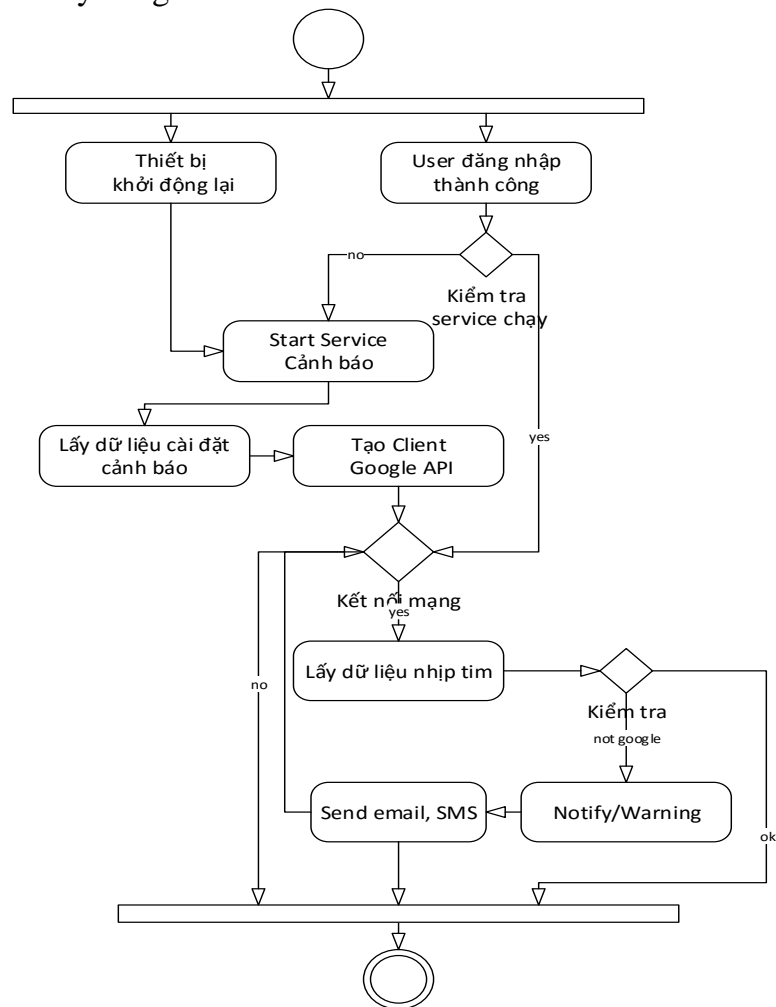 Thiết bị
khởi động lại
User đăng nhập
thành công
no
Kiểm tra
service chạy
Start Service
Cảnh báo
yes
Lấy dữ liệu cài đặt
cảnh báo
Tạo Client
Google API
Kết nối mạng
yes
no
Lấy dữ liệu nhịp tim
Kiểm tra
not google
Send email, SMS
Notify/Warning
ok